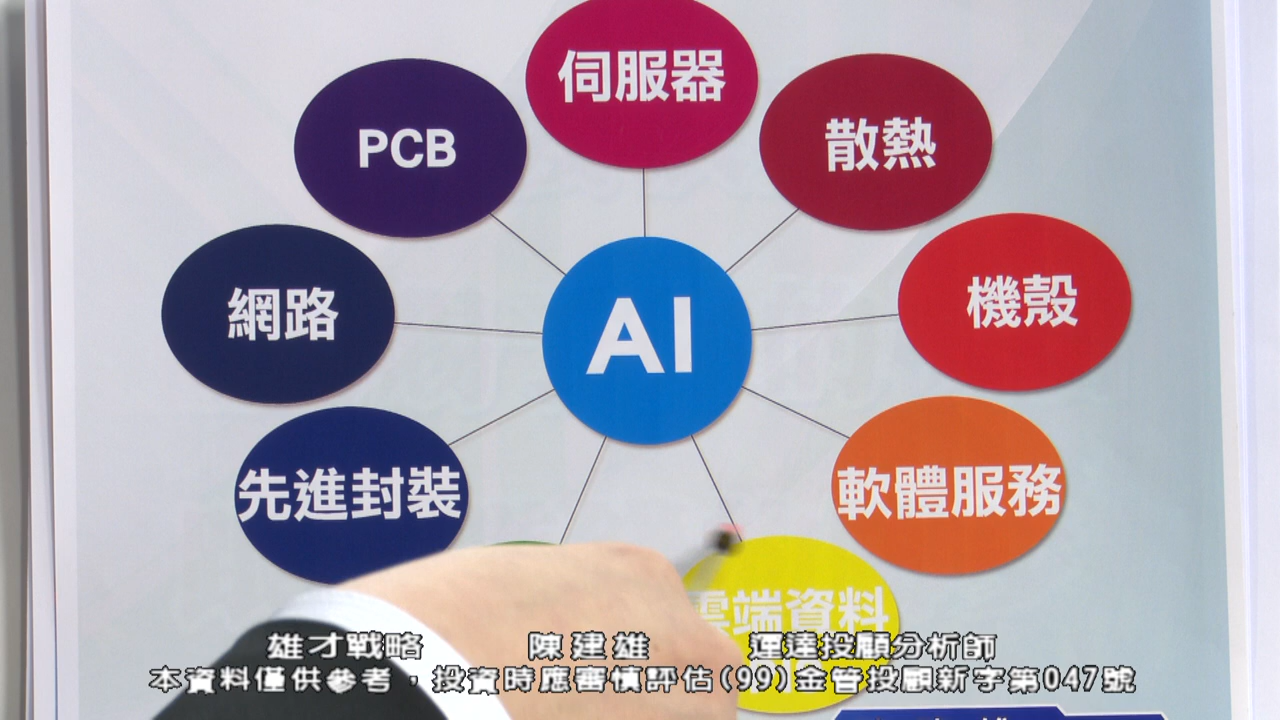 伺服器
PCB
散熱
網路
AI
機殼
先進封裝
軟體服務
雲端資料
雄才戰略 陳建雄 運達投顧分析師
本資料僅供參考，投資時應審慎評估(99)金管投顧新字第047號